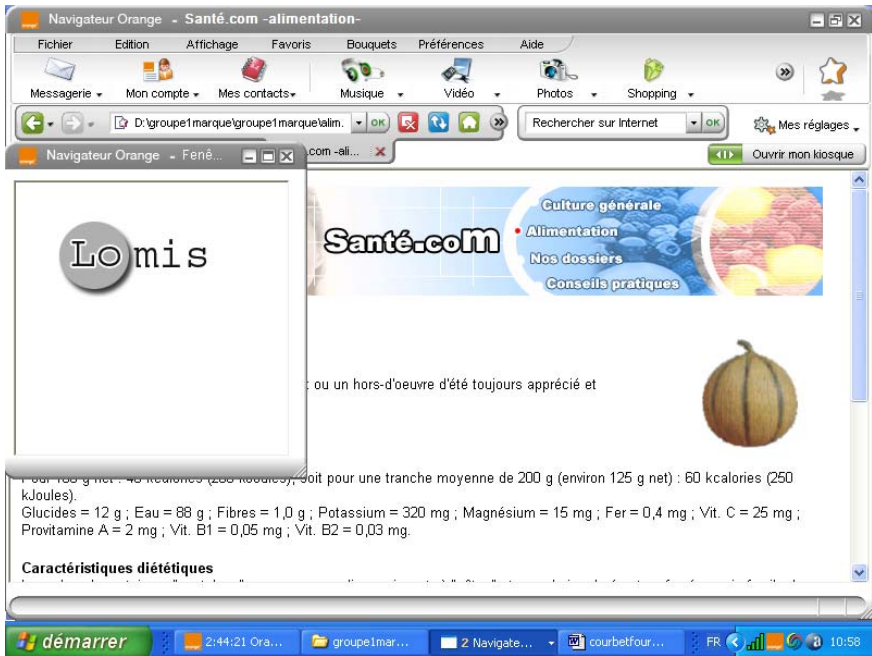 Navigateur Orange - Santé.com -alimentation-
Fichier Edition Affichage Favoris Bouquets Préférences Aide
Messagerie Mon compte Mes contacts Musique Vidéo Photos Shopping
D:\groupe1marque\groupe1marque\alim. OK Rechercher sur Internet OK Mes réglages
Navigateur Orange - Fenê... .com -ali... Ouvrir mon kiosque
Lomis
Santé.com
Culture générale
Alimentation
Nos dossiers
Conseils pratiques
ou un hors-d'oeuvre d'été toujours apprécié et
soit pour une tranche moyenne de 200 g (environ 125 g net) : 60 kcalories (250
kJoules).
Glucides = 12 g ; Eau = 88 g ; Fibres = 1,0 g ; Potassium = 320 mg ; Magnésium = 15 mg ; Fer = 0,4 mg ; Vit. C = 25 mg ;
Provitamine A = 2 mg ; Vit. B1 = 0,05 mg ; Vit. B2 = 0,03 mg.
Caractéristiques diététiques
démarrer 2:44:21 Ora... groupe1mar... 2 Navigate... courbetfour... FR 10:58